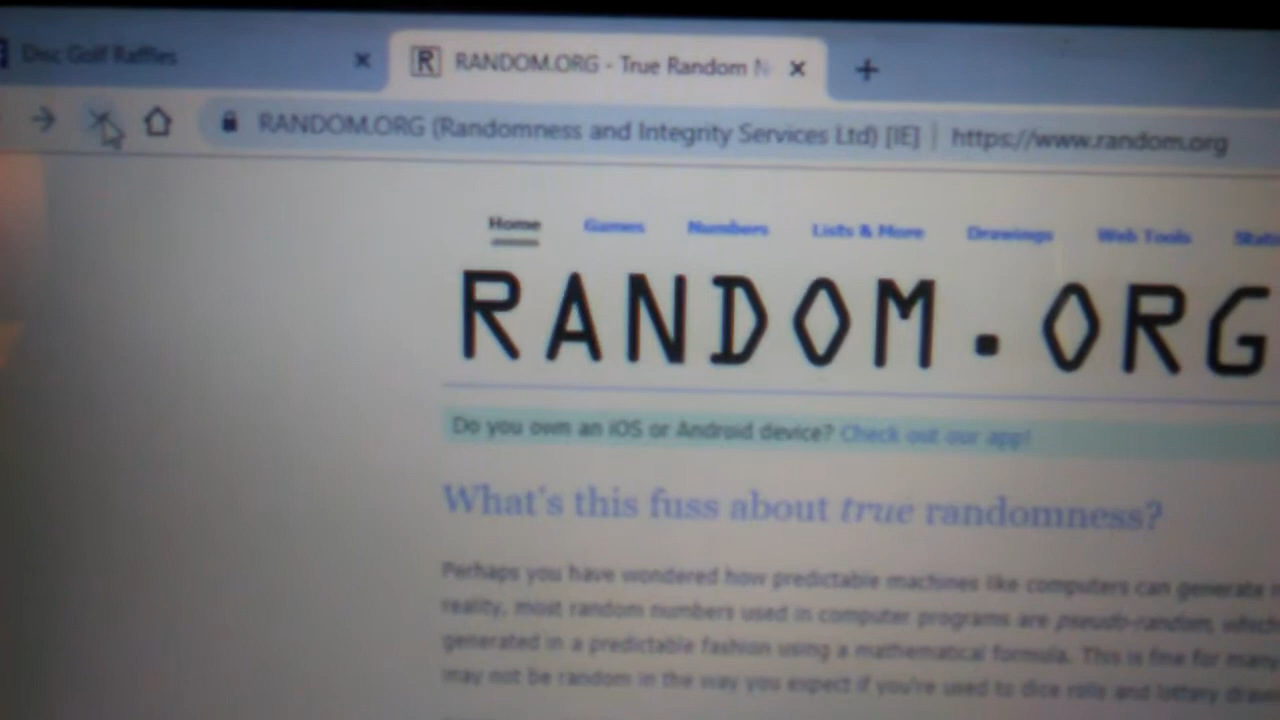 Disc Golf Raffles
RANDOM.ORG - True Random N
RANDOM.ORG (Randomness and Integrity Services Ltd) [IE] | https://www.random.org
Home Games Numbers Lists & More Drawings Web Tools Stati
RANDOM.ORG
Do you own an iOS or Android device? Check out our app!
What's this fuss about true randomness?
Perhaps you have wondered how predictable machines like computers can generate
reality, most random numbers used in computer programs are pseudo-random, which
generated in a predictable fashion using a mathematical formula. This is fine for many
may not be random in the way you expect if you're used to dice rolls and lottery draw